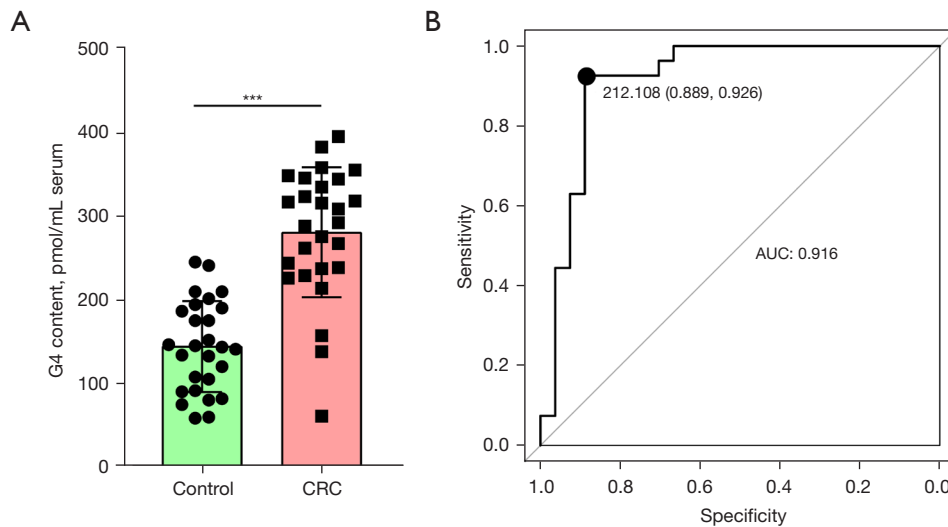 A
G4 content, pmol/mL serum
500
400
300
200
100
0
***
Control
CRC
B
Sensitivity
1.0
0.8
0.6
0.4
0.2
0.0
212.108 (0.889, 0.926)
AUC: 0.916
1.0
0.8
0.6
0.4
0.2
0.0
Specificity